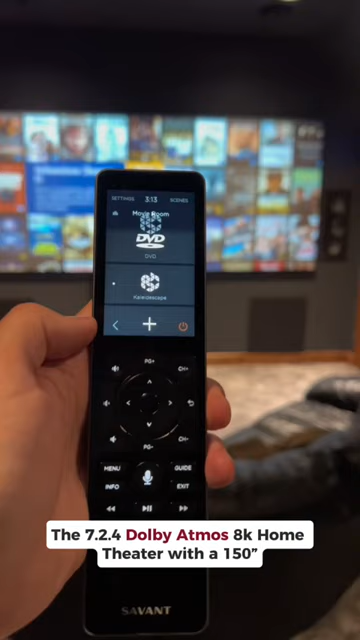 SETTINGS 3:13 SCENES
Movie Room
DVD
DVD
Kaleidescape
PG+
CH+
PG-
CH-
MENU GUIDE
INFO EXIT
SAVANT
The 7.2.4 Dolby Atmos 8k Home
Theater with a 150”